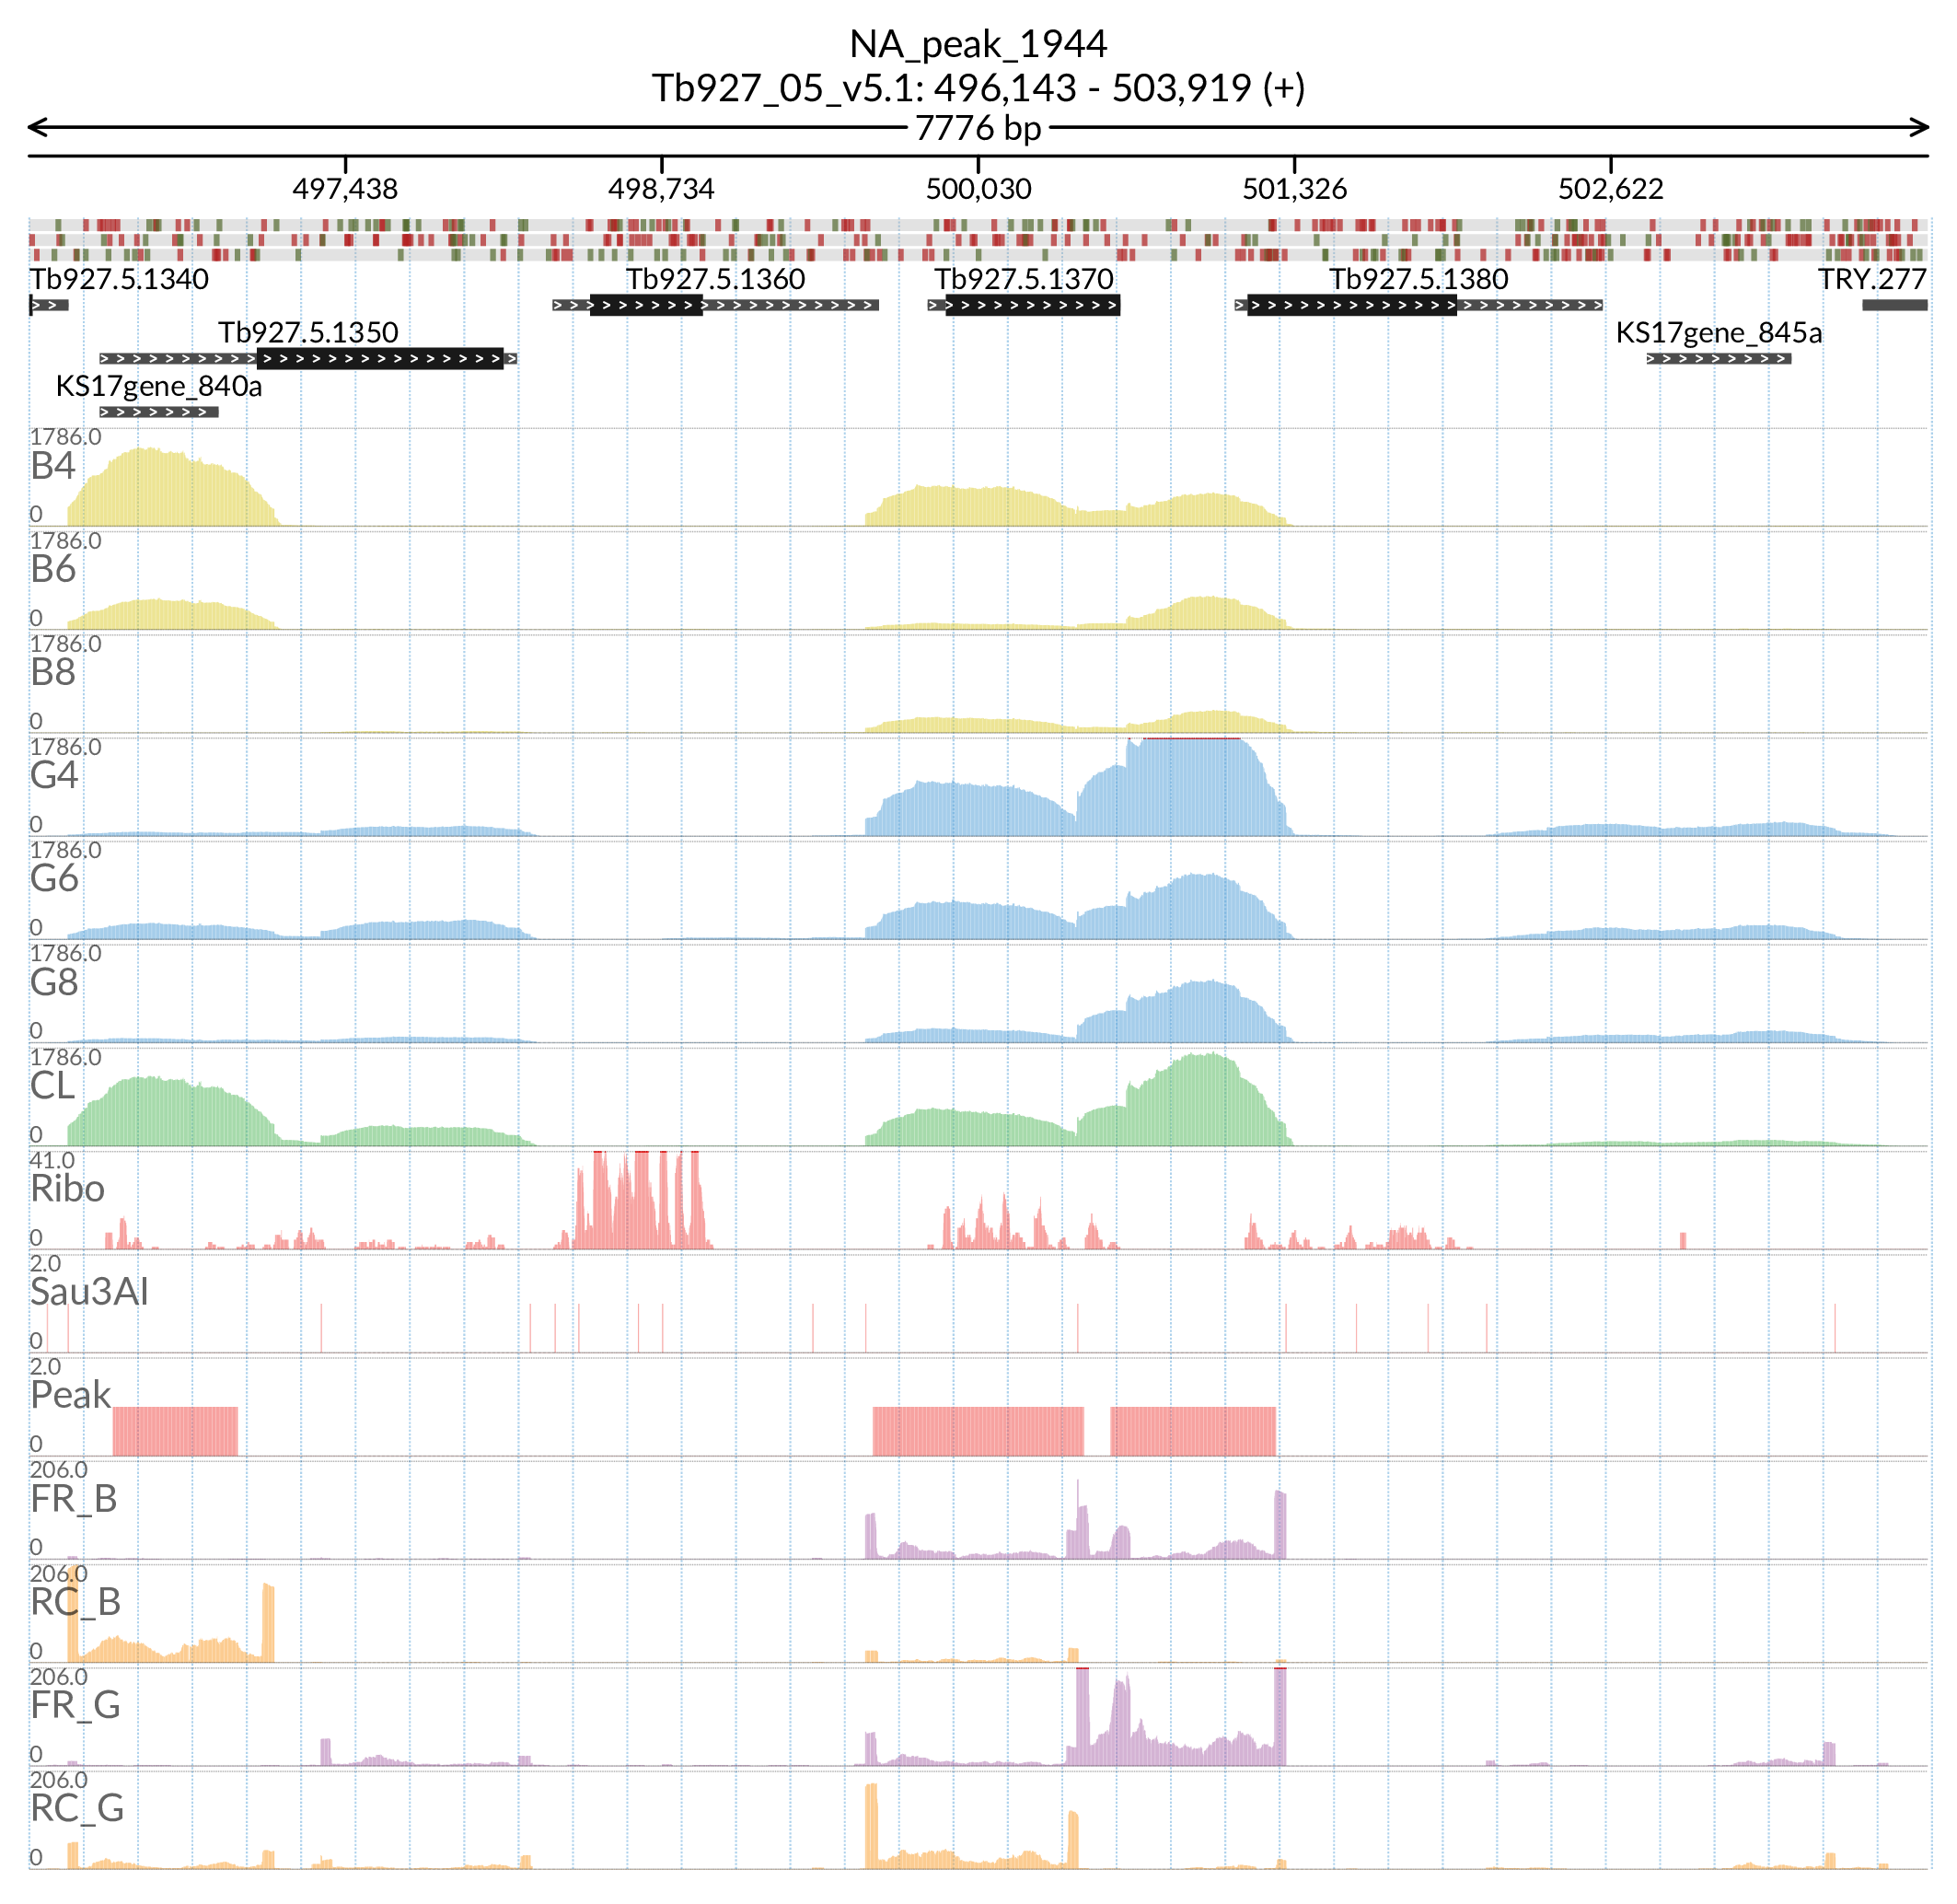 NA_peak_1944
Tb927_05_v5.1: 496,143 - 503,919 (+)
7776 bp
497,438 498,734 500,030 501,326 502,622
Tb927.5.1340 Tb927.5.1360 Tb927.5.1370 Tb927.5.1380 TRY.277
Tb927.5.1350 KS17gene_845a
KS17gene_840a
1786.0
B4
0
1786.0
B6
0
1786.0
B8
0
1786.0
G4
0
1786.0
G6
0
1786.0
G8
0
1786.0
CL
0
41.0
Ribo
0
2.0
Sau3AI
0
2.0
Peak
0
206.0
FR_B
0
206.0
RC_B
0
206.0
FR_G
0
206.0
RC_G
0